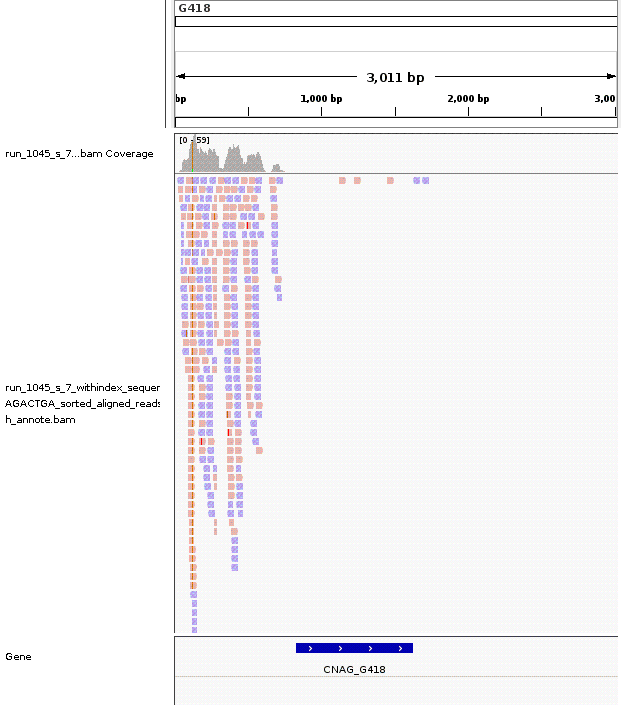 G418
3,011 bp
bp 1,000 bp 2,000 bp 3,00
[0 - 59]
run_1045_s_7...bam Coverage
run_1045_s_7_withindex_sequer
AGACTGA_sorted_aligned_reads
h_annote.bam
Gene
CNAG_G418